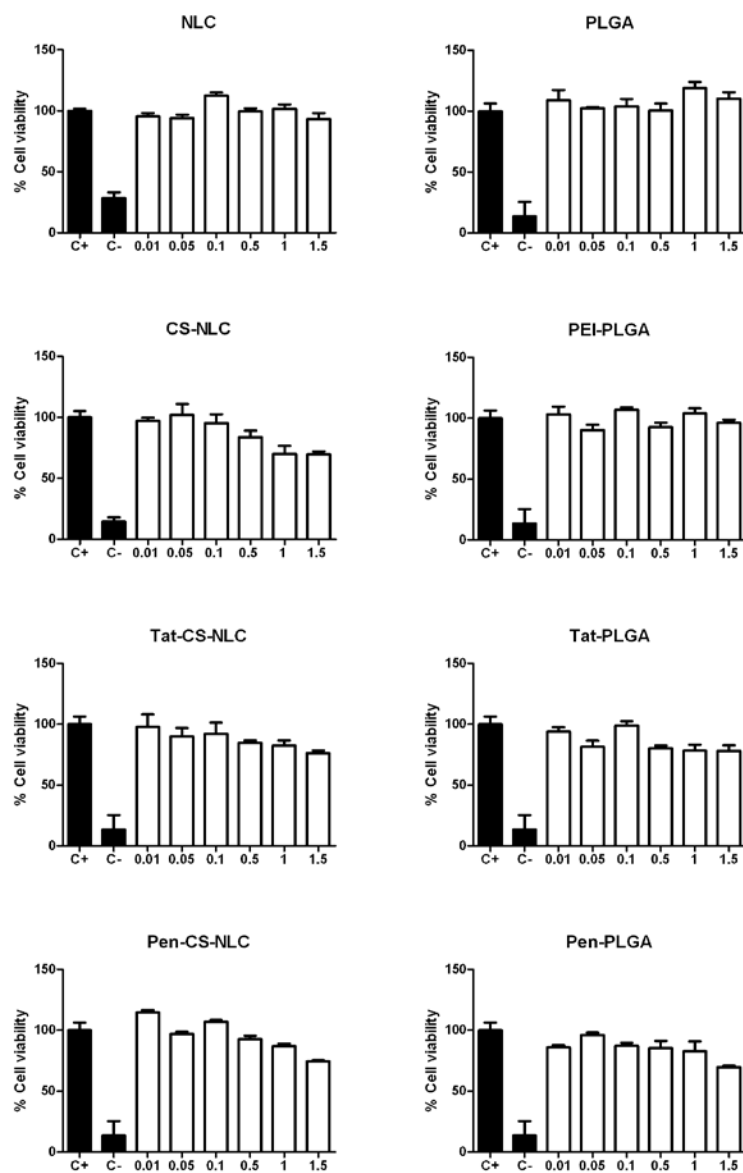 NLC
150
100
50
0
% Cell viability
C+ C- 0.01 0.05 0.1 0.5 1 1.5
PLGA
150
100
50
0
% Cell viability
C+ C- 0.01 0.05 0.1 0.5 1 1.5
CS-NLC
150
100
50
0
% Cell viability
C+ C- 0.01 0.05 0.1 0.5 1 1.5
PEI-PLGA
150
100
50
0
% Cell viability
C+ C- 0.01 0.05 0.1 0.5 1 1.5
Tat-CS-NLC
150
100
50
0
% Cell viability
C+ C- 0.01 0.05 0.1 0.5 1 1.5
Tat-PLGA
150
100
50
0
% Cell viability
C+ C- 0.01 0.05 0.1 0.5 1 1.5
Pen-CS-NLC
150
100
50
0
% Cell viability
C+ C- 0.01 0.05 0.1 0.5 1 1.5
Pen-PLGA
150
100
50
0
% Cell viability
C+ C- 0.01 0.05 0.1 0.5 1 1.5